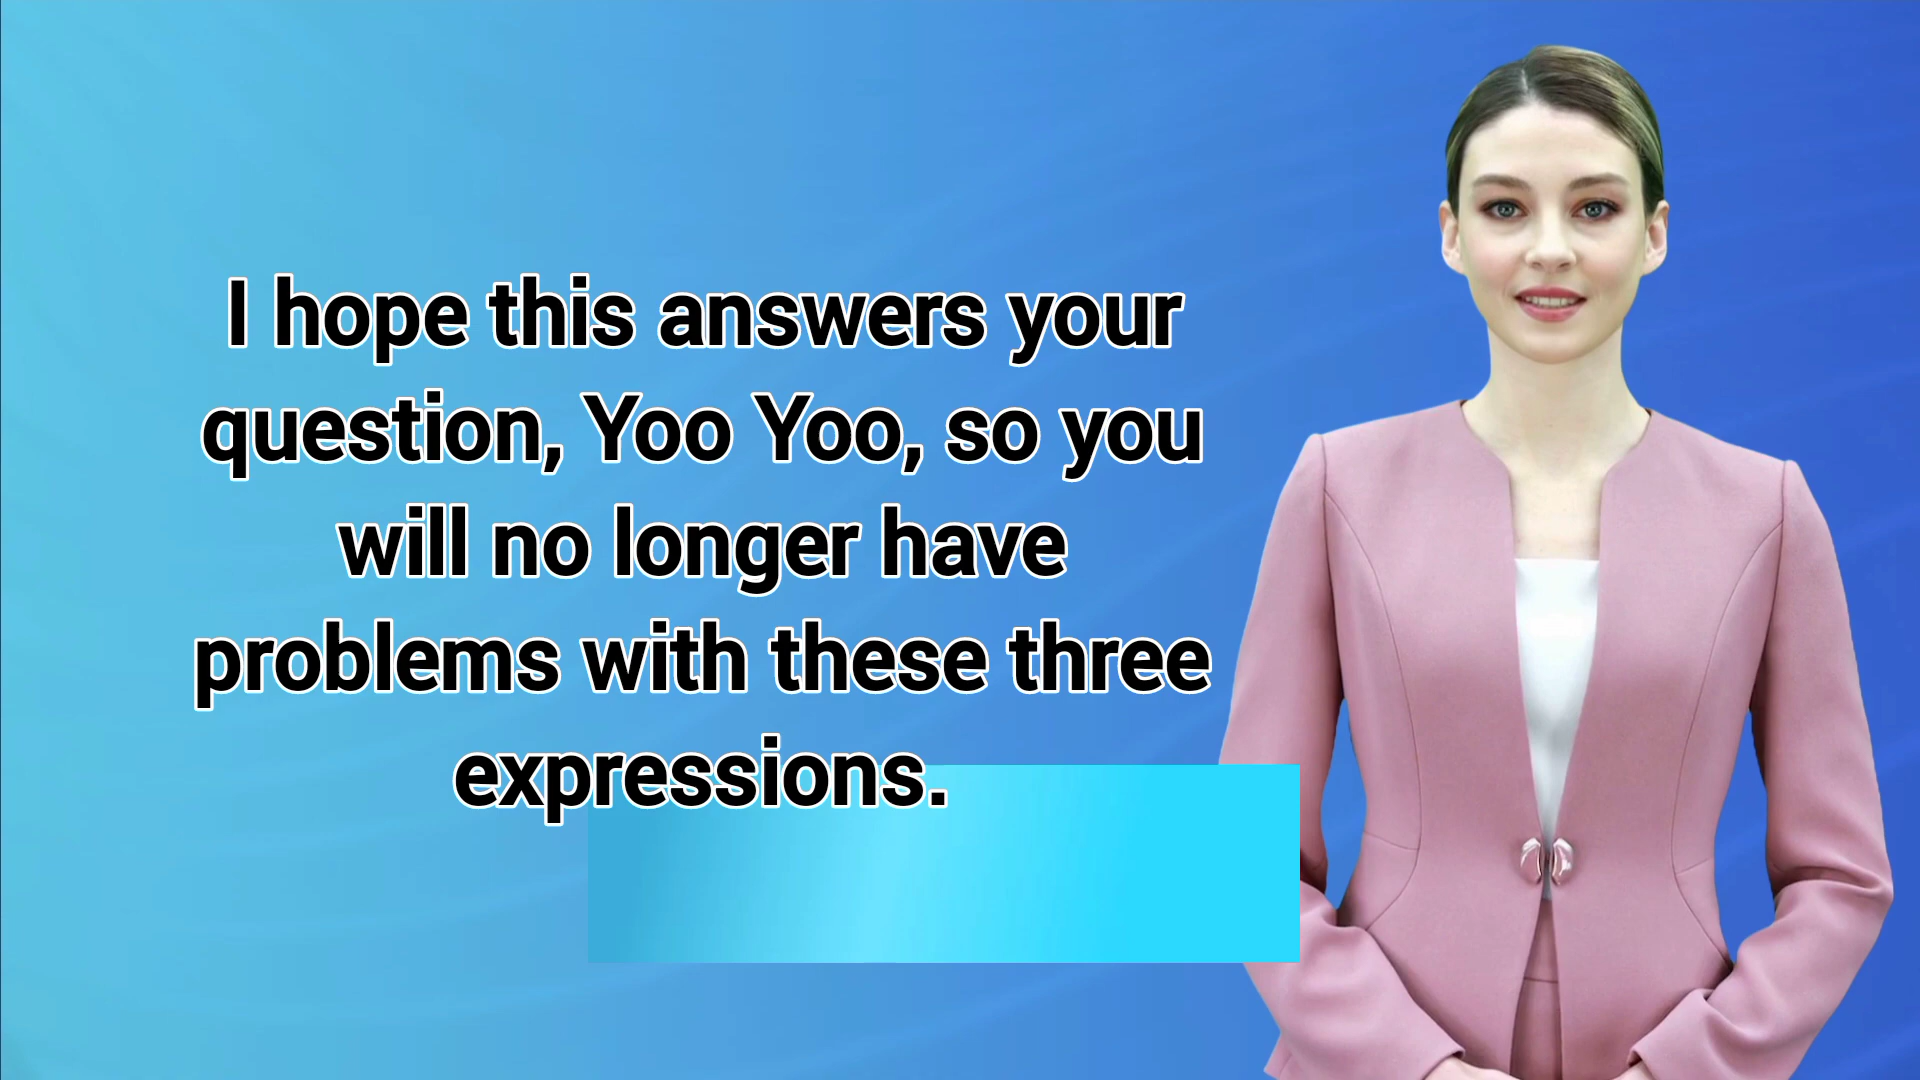 I hope this answers your
question, Yoo Yoo, so you
will no longer have
problems with these three
expressions.